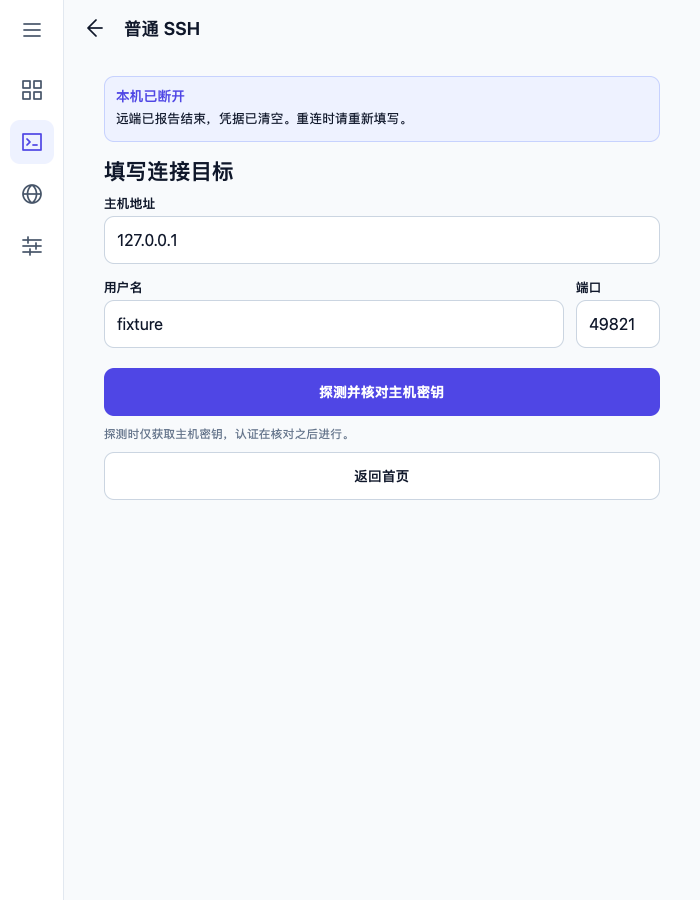 普通 SSH
本机已断开
远端已报告结束，凭据已清空。重连时请重新填写。
填写连接目标
主机地址
127.0.0.1
用户名
端口
fixture
49821
探测并核对主机密钥
探测时仅获取主机密钥，认证在核对之后进行。
返回首页